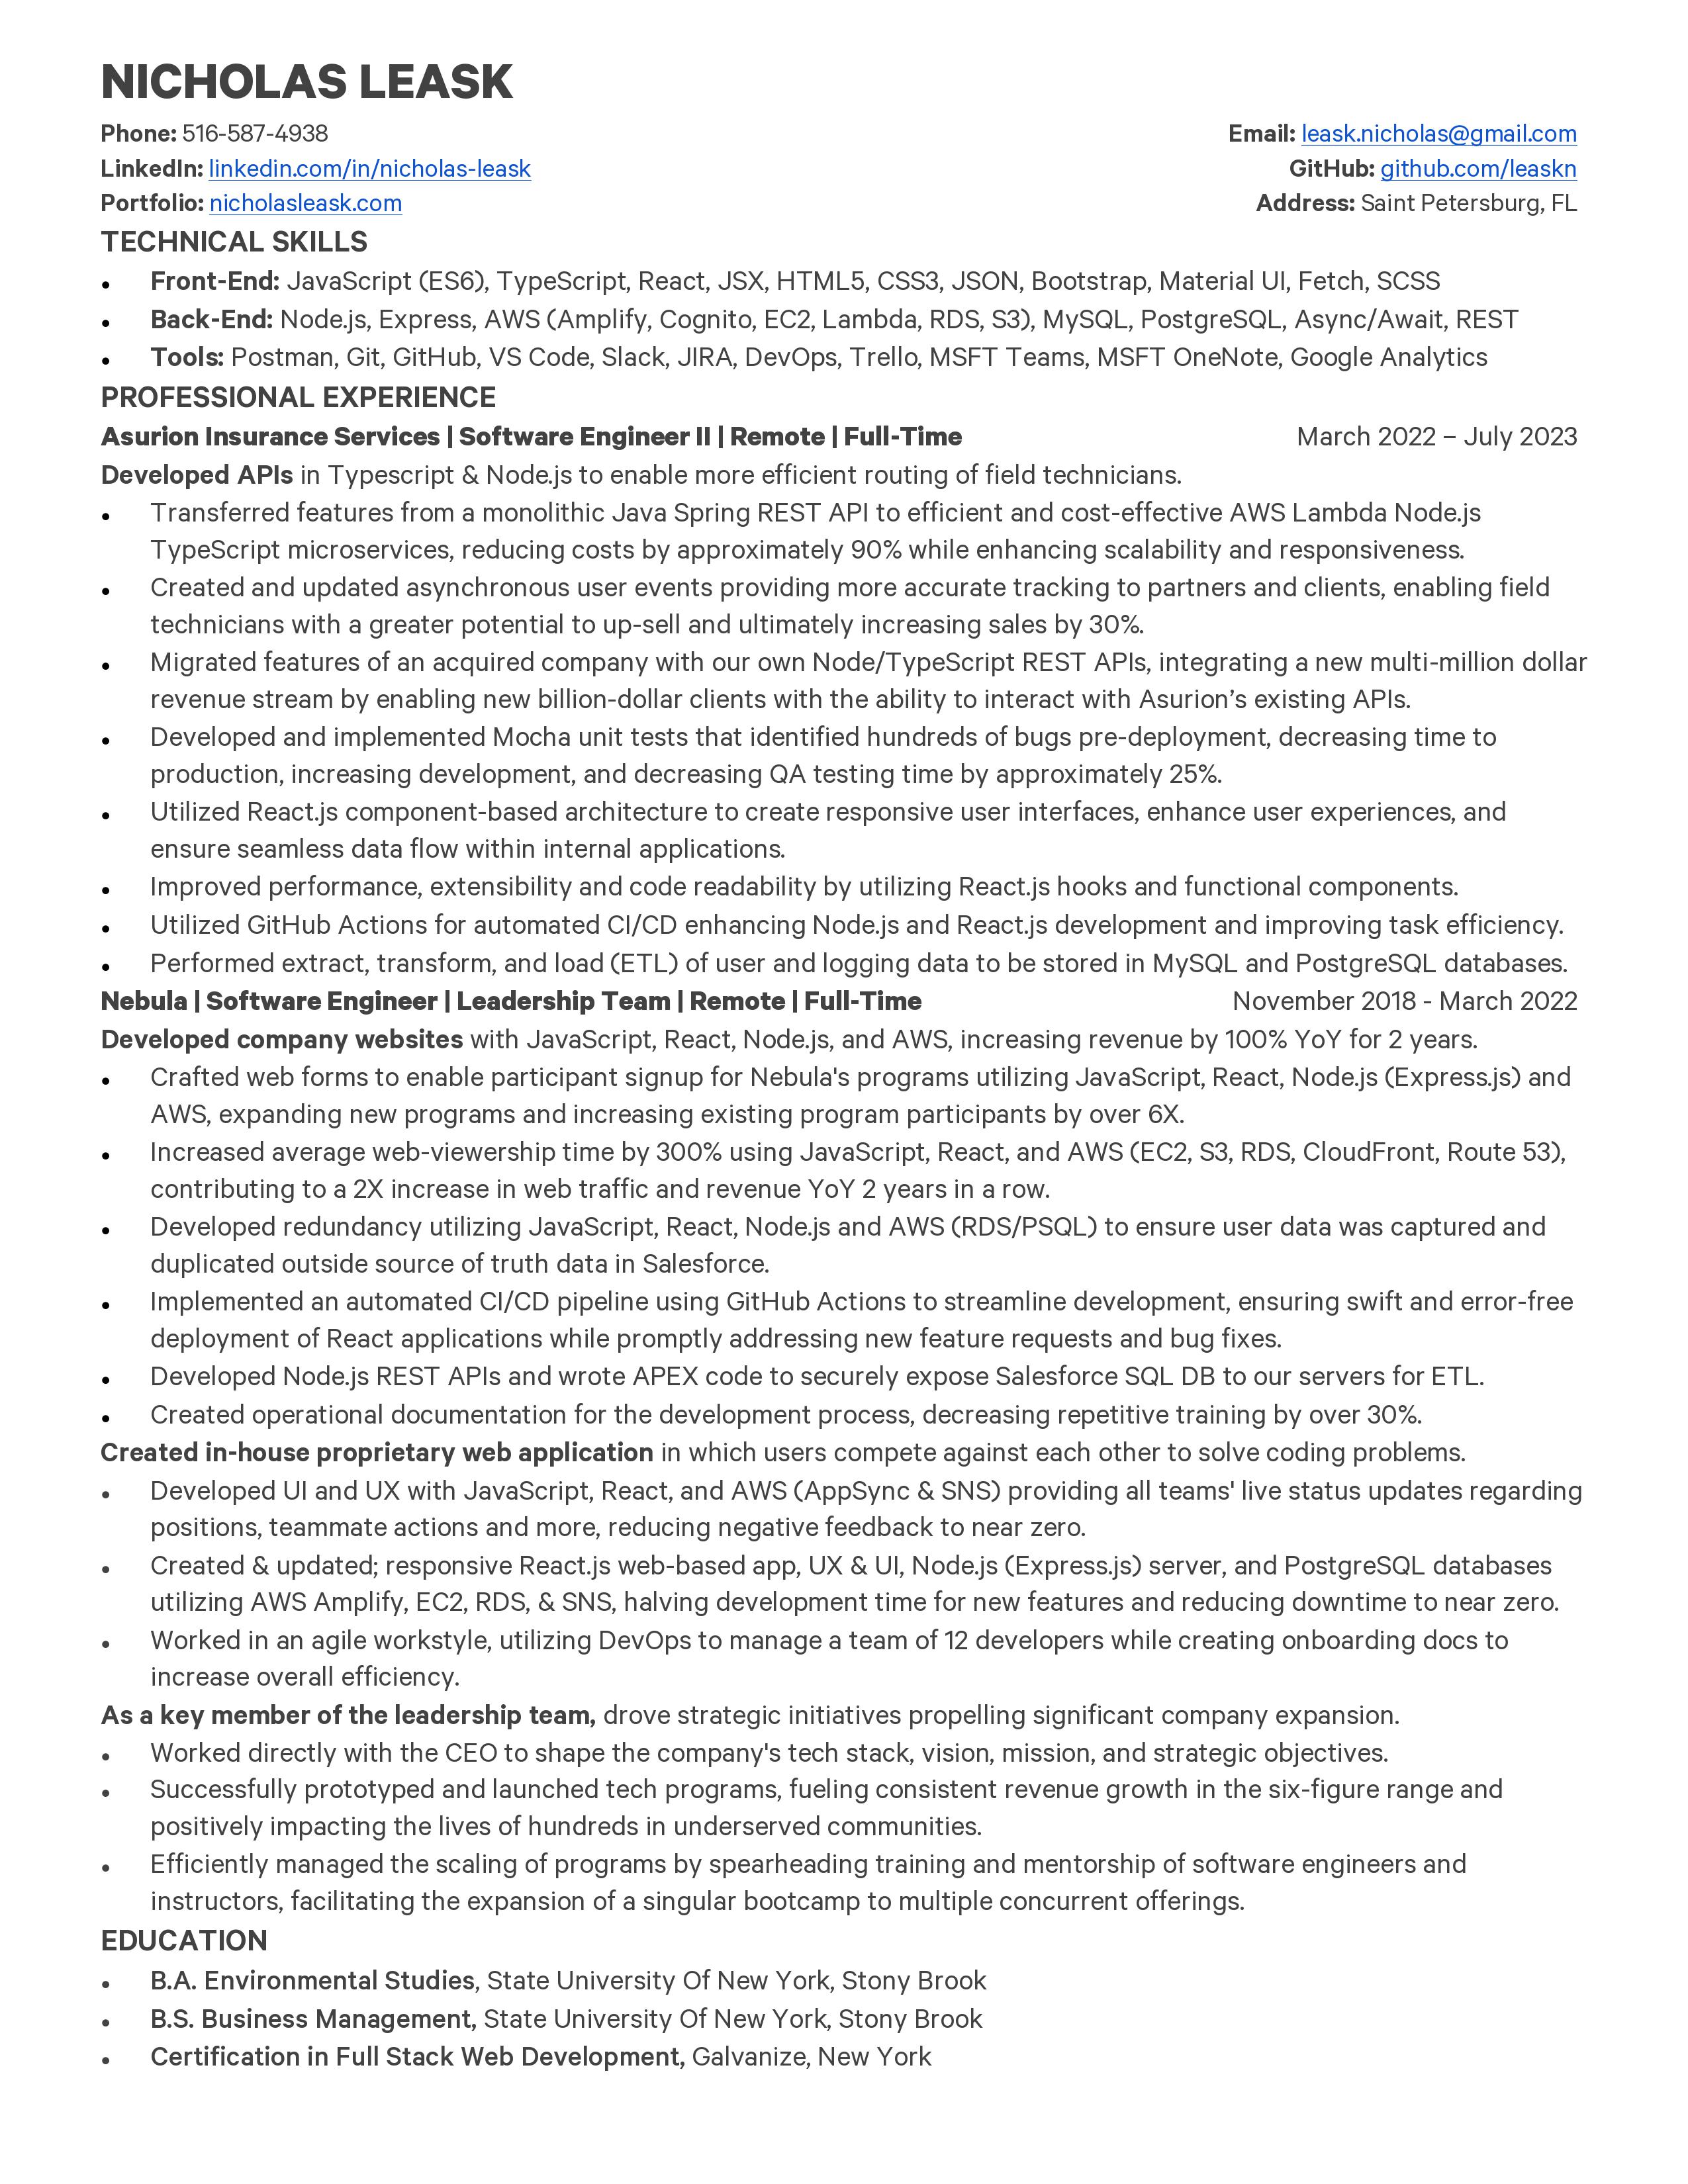 NICHOLAS LEASK
Phone: 516-587-4938 Email: leask.nicholas@gmail.com
LinkedIn: linkedin.com/in/nicholas-leask GitHub: github.com/leaskn
Portfolio: nicholasleask.com Address: Saint Petersburg, FL
TECHNICAL SKILLS
• Front-End: JavaScript (ES6), TypeScript, React, JSX, HTML5, CSS3, JSON, Bootstrap, Material UI, Fetch, SCSS
• Back-End: Node.js, Express, AWS (Amplify, Cognito, EC2, Lambda, RDS, S3), MySQL, PostgreSQL, Async/Await, REST
• Tools: Postman, Git, GitHub, VS Code, Slack, JIRA, DevOps, Trello, MSFT Teams, MSFT OneNote, Google Analytics
PROFESSIONAL EXPERIENCE
Asurion Insurance Services | Software Engineer II | Remote | Full-Time March 2022 – July 2023
Developed APIs in Typescript & Node.js to enable more efficient routing of field technicians.
• Transferred features from a monolithic Java Spring REST API to efficient and cost-effective AWS Lambda Node.js
TypeScript microservices, reducing costs by approximately 90% while enhancing scalability and responsiveness.
• Created and updated asynchronous user events providing more accurate tracking to partners and clients, enabling field
technicians with a greater potential to up-sell and ultimately increasing sales by 30%.
• Migrated features of an acquired company with our own Node/TypeScript REST APIs, integrating a new multi-million dollar
revenue stream by enabling new billion-dollar clients with the ability to interact with Asurion’s existing APIs.
• Developed and implemented Mocha unit tests that identified hundreds of bugs pre-deployment, decreasing time to
production, increasing development, and decreasing QA testing time by approximately 25%.
• Utilized React.js component-based architecture to create responsive user interfaces, enhance user experiences, and
ensure seamless data flow within internal applications.
• Improved performance, extensibility and code readability by utilizing React.js hooks and functional components.
• Utilized GitHub Actions for automated CI/CD enhancing Node.js and React.js development and improving task efficiency.
• Performed extract, transform, and load (ETL) of user and logging data to be stored in MySQL and PostgreSQL databases.
Nebula | Software Engineer | Leadership Team | Remote | Full-Time November 2018 - March 2022
Developed company websites with JavaScript, React, Node.js, and AWS, increasing revenue by 100% YoY for 2 years.
• Crafted web forms to enable participant signup for Nebula's programs utilizing JavaScript, React, Node.js (Express.js) and
AWS, expanding new programs and increasing existing program participants by over 6X.
• Increased average web-viewership time by 300% using JavaScript, React, and AWS (EC2, S3, RDS, CloudFront, Route 53),
contributing to a 2X increase in web traffic and revenue YoY 2 years in a row.
• Developed redundancy utilizing JavaScript, React, Node.js and AWS (RDS/PSQL) to ensure user data was captured and
duplicated outside source of truth data in Salesforce.
• Implemented an automated CI/CD pipeline using GitHub Actions to streamline development, ensuring swift and error-free
deployment of React applications while promptly addressing new feature requests and bug fixes.
• Developed Node.js REST APIs and wrote APEX code to securely expose Salesforce SQL DB to our servers for ETL.
• Created operational documentation for the development process, decreasing repetitive training by over 30%.
Created in-house proprietary web application in which users compete against each other to solve coding problems.
• Developed UI and UX with JavaScript, React, and AWS (AppSync & SNS) providing all teams' live status updates regarding
positions, teammate actions and more, reducing negative feedback to near zero.
• Created & updated; responsive React.js web-based app, UX & UI, Node.js (Express.js) server, and PostgreSQL databases
utilizing AWS Amplify, EC2, RDS, & SNS, halving development time for new features and reducing downtime to near zero.
• Worked in an agile workstyle, utilizing DevOps to manage a team of 12 developers while creating onboarding docs to
increase overall efficiency.
As a key member of the leadership team, drove strategic initiatives propelling significant company expansion.
• Worked directly with the CEO to shape the company's tech stack, vision, mission, and strategic objectives.
• Successfully prototyped and launched tech programs, fueling consistent revenue growth in the six-figure range and
positively impacting the lives of hundreds in underserved communities.
• Efficiently managed the scaling of programs by spearheading training and mentorship of software engineers and
instructors, facilitating the expansion of a singular bootcamp to multiple concurrent offerings.
EDUCATION
• B.A. Environmental Studies, State University Of New York, Stony Brook
• B.S. Business Management, State University Of New York, Stony Brook
• Certification in Full Stack Web Development, Galvanize, New York